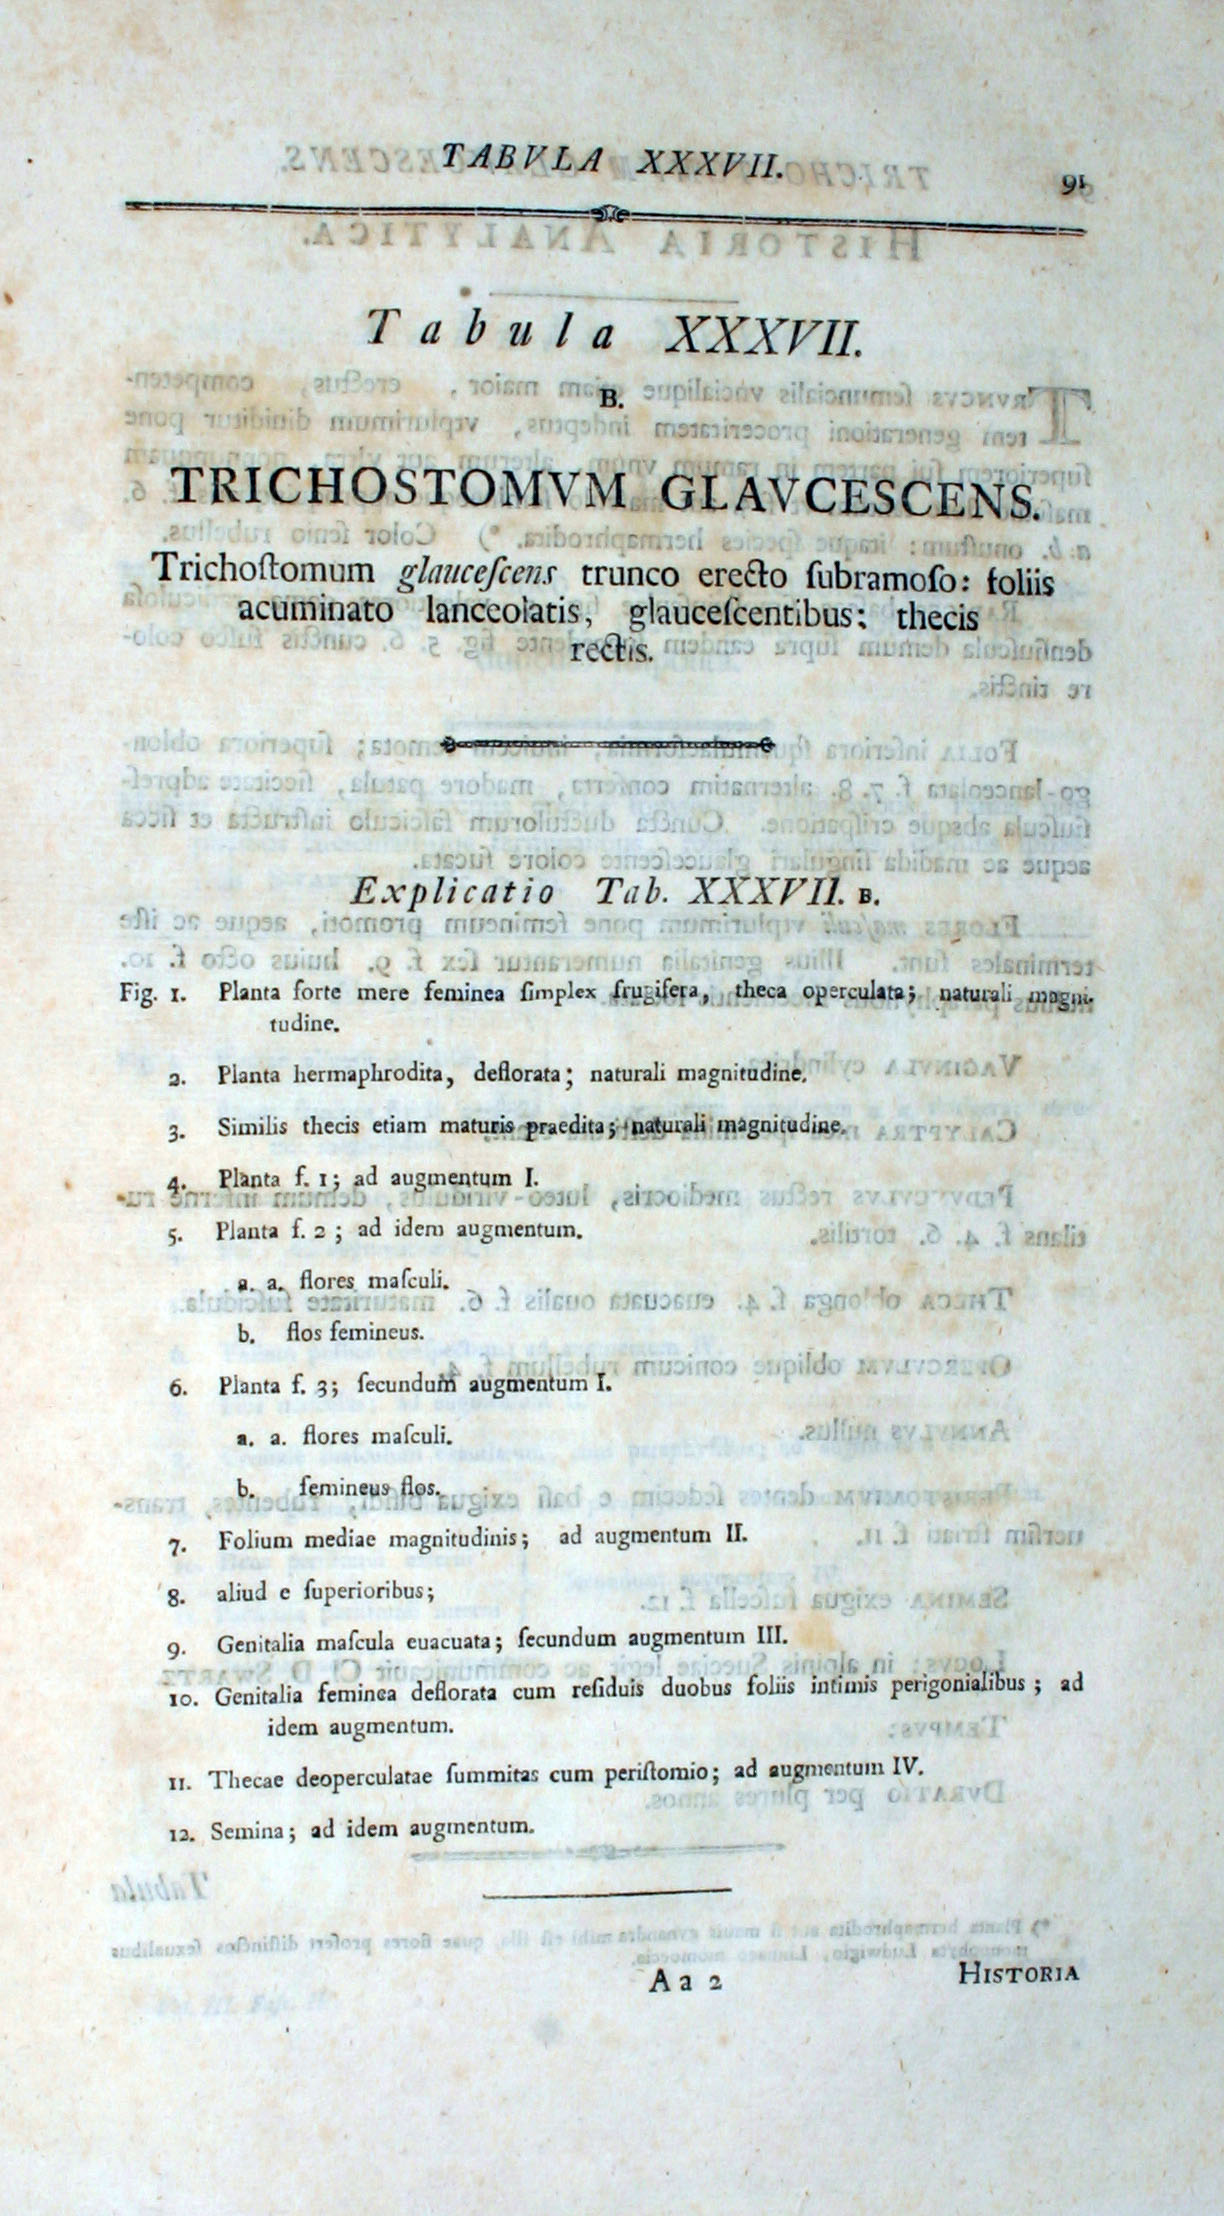 TABVLA XXXVII.
91
Tabula XXXVII.
B.
TRICHOSTOMVM GLAVCESCENS.
Trichoſtomum glauceſcens trunco erecto ſubramoſo: foliis
acuminato lanceolatis, glauceſcentibus: thecis
rectis.
Explicatio Tab. XXXVII. B.
Fig. 1. Planta forte mere feminea ſimplex frugifera, theca operculata; naturali magni-
tudine.
2. Planta hermaphrodita, deflorata; naturali magnitudine.
3. Similis thecis etiam maturis praedita; naturali magnitudine.
4. Planta f. 1; ad augmentum I.
5. Planta f. 2; ad idem augmentum.
a. a. flores maſculi.
b. flos femineus.
6. Planta f. 3; ſecundum augmentum I.
a. a. flores maſculi.
b. femineus flos.
7. Folium mediae magnitudinis; ad augmentum II.
8. aliud e ſuperioribus;
9. Genitalia maſcula euacuata; ſecundum augmentum III.
10. Genitalia feminea deflorata cum reſiduis duobus foliis intimis perigonialibus; ad
idem augmentum.
11. Thecae deoperculatae ſummitas cum periſtomio; ad augmentum IV.
12. Semina; ad idem augmentum.
Aa 2
HISTORIA